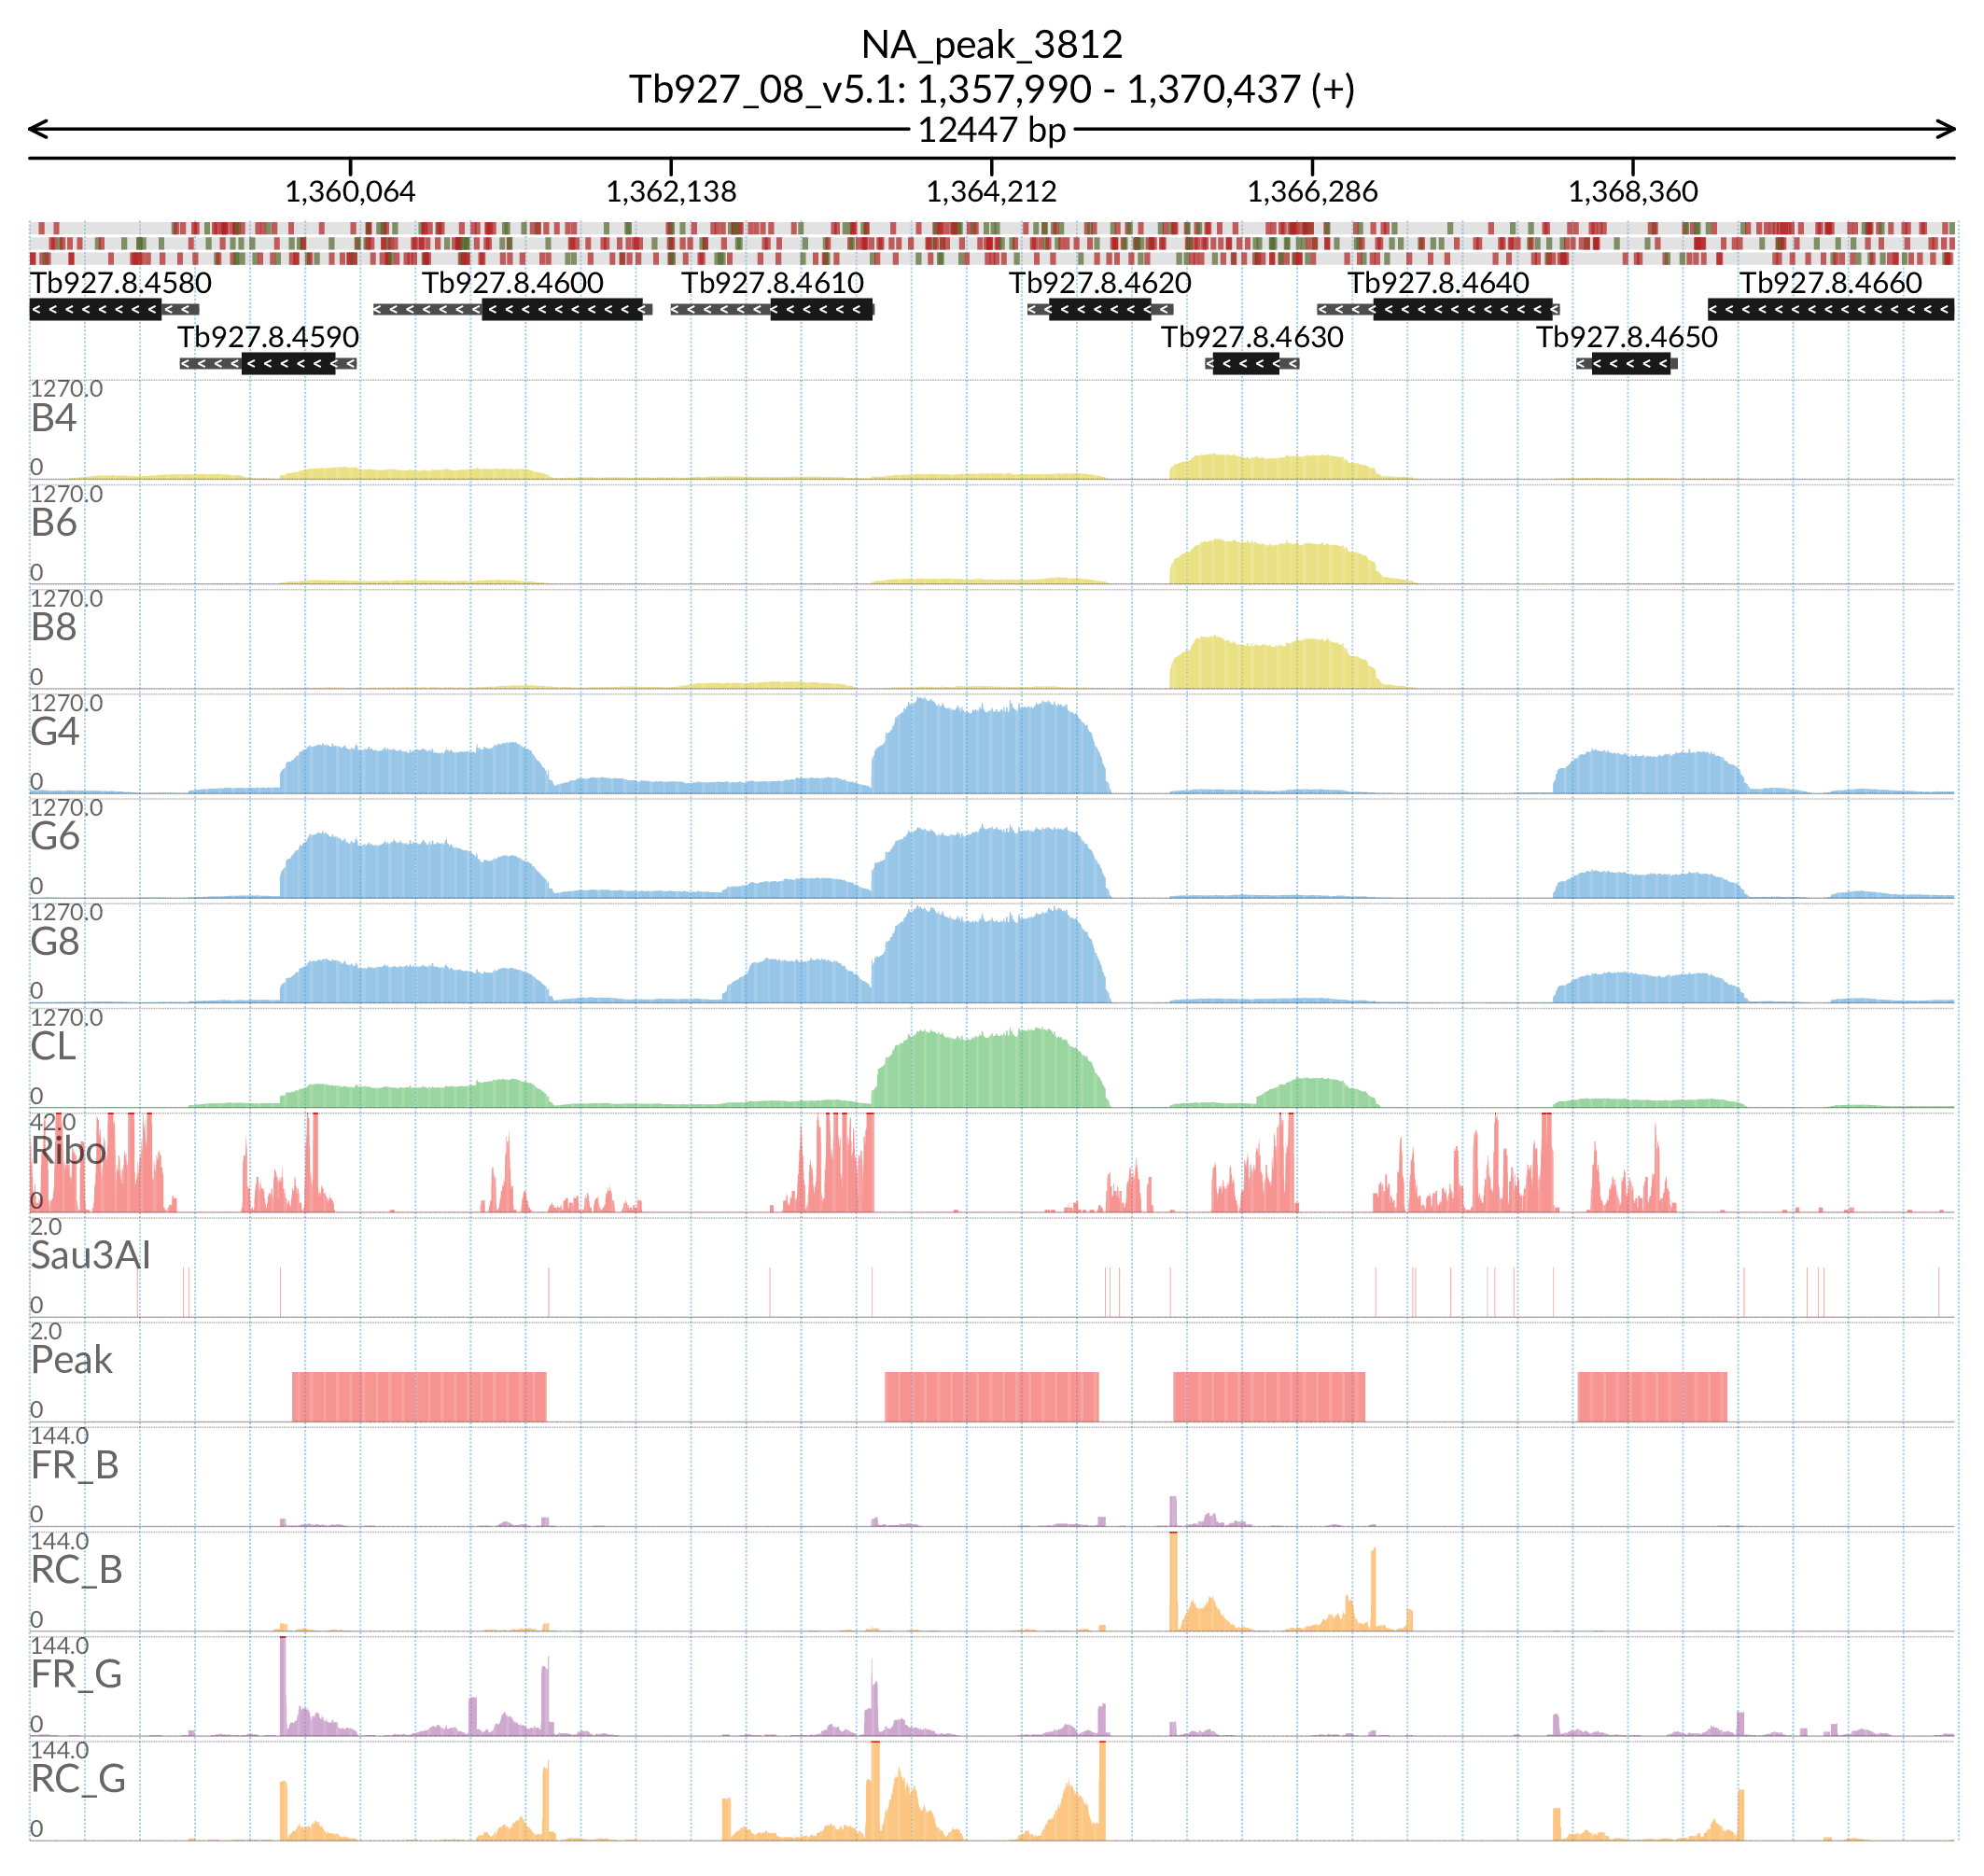 NA_peak_3812
Tb927_08_v5.1: 1,357,990 - 1,370,437 (+)
12447 bp
1,360,064 1,362,138 1,364,212 1,366,286 1,368,360
Tb927.8.4580 Tb927.8.4600 Tb927.8.4610 Tb927.8.4620 Tb927.8.4640 Tb927.8.4660
Tb927.8.4590 Tb927.8.4630 Tb927.8.4650
1270.0
B4
0
1270.0
B6
0
1270.0
B8
0
1270.0
G4
0
1270.0
G6
0
1270.0
G8
0
1270.0
CL
0
42.0
Ribo
0
2.0
Sau3AI
0
2.0
Peak
0
144.0
FR_B
0
144.0
RC_B
0
144.0
FR_G
0
144.0
RC_G
0